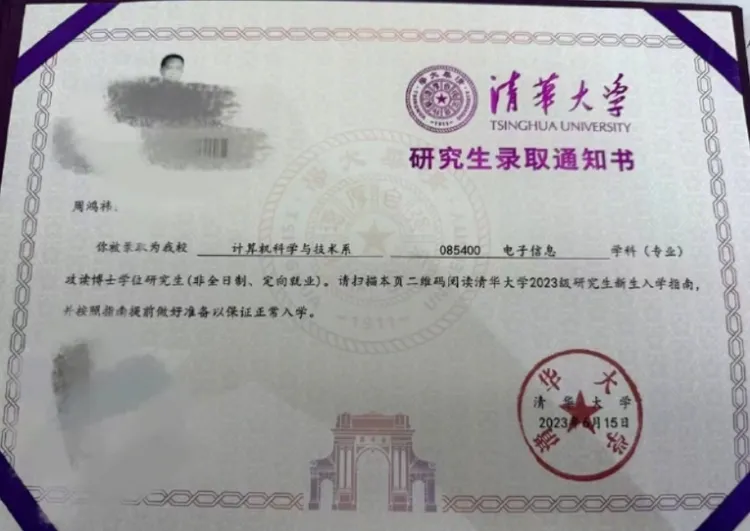 清华大学
TSINGHUA UNIVERSITY
研究生录取通知书
周鸿祎：
你被录取为我校 计算机科学与技术系 085400 电子信息 学科（专业）
攻读博士学位研究生(非全日制、定向就业)。请扫描本页二维码阅读清华大学2023级研究生新生入学指南，
并按照指南提前做好准备以保证正常入学。
清华大学
清华大学
2023年6月15日